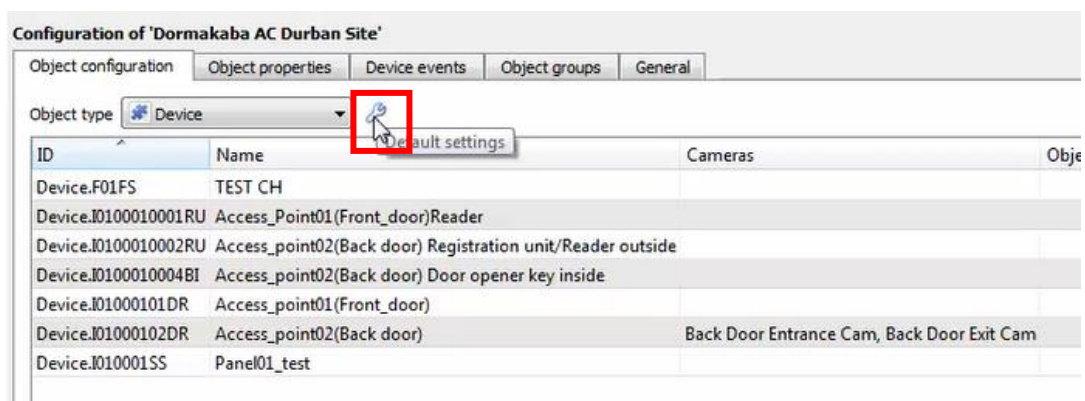 Configuration of 'Dormakaba AC Durban Site'
Object configuration Object properties Device events Object groups General
Object type Device
Default settings
ID Name Cameras Obje
Device.F01FS TEST CH
Device.I0100010001RU Access_Point01(Front_door)Reader
Device.I0100010002RU Access_point02(Back door) Registration unit/Reader outside
Device.I0100010004BI Access_point02(Back door) Door opener key inside
Device.I01000101DR Access_point01(Front_door)
Device.I01000102DR Access_point02(Back door) Back Door Entrance Cam, Back Door Exit Cam
Device.I010001SS Panel01_test